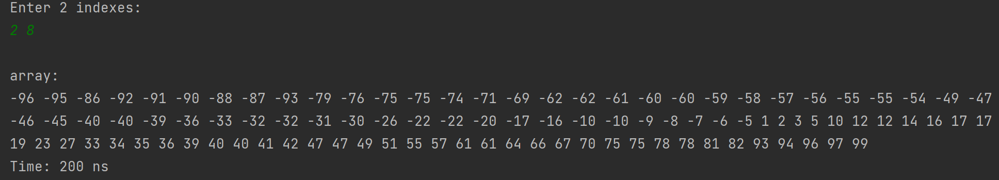 Enter 2 indexes:
2 8
array:
-96 -95 -86 -92 -91 -90 -88 -87 -93 -79 -76 -75 -75 -74 -71 -69 -62 -62 -61 -60 -60 -59 -58 -57 -56 -55 -55 -54 -49 -47
-46 -45 -40 -40 -39 -36 -33 -32 -32 -31 -30 -26 -22 -22 -20 -17 -16 -10 -10 -9 -8 -7 -6 -5 1 2 3 5 10 12 12 14 16 17 17
19 23 27 33 34 35 36 39 40 40 41 42 47 47 49 51 55 57 61 61 64 66 67 70 75 75 78 78 81 82 93 94 96 97 99
Time: 200 ns